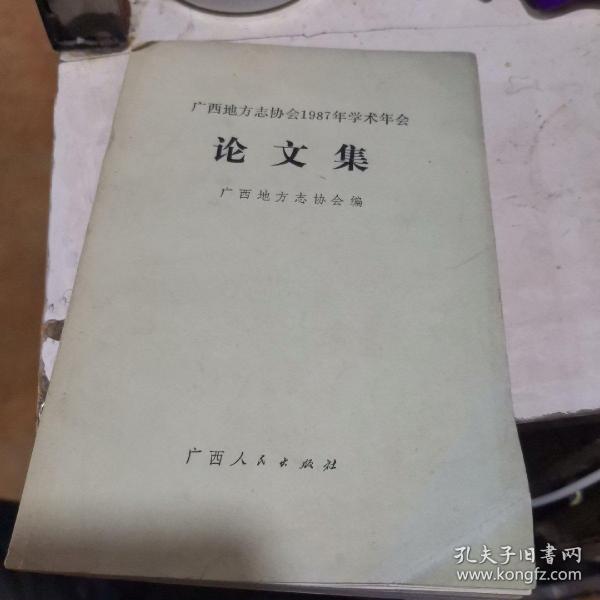 广西地方志协会1987年学术年会
论文集
广西地方志协会编
广西人民出版社
孔夫子旧书网
www.kongfz.com